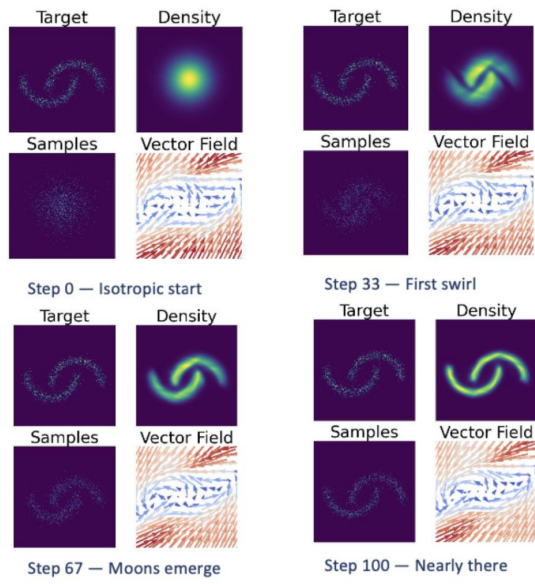 Target Density
Samples Vector Field
Step 0 — Isotropic start
Target Density
Samples Vector Field
Step 33 — First swirl
Target Density
Samples Vector Field
Step 67 — Moons emerge
Target Density
Samples Vector Field
Step 100 — Nearly there